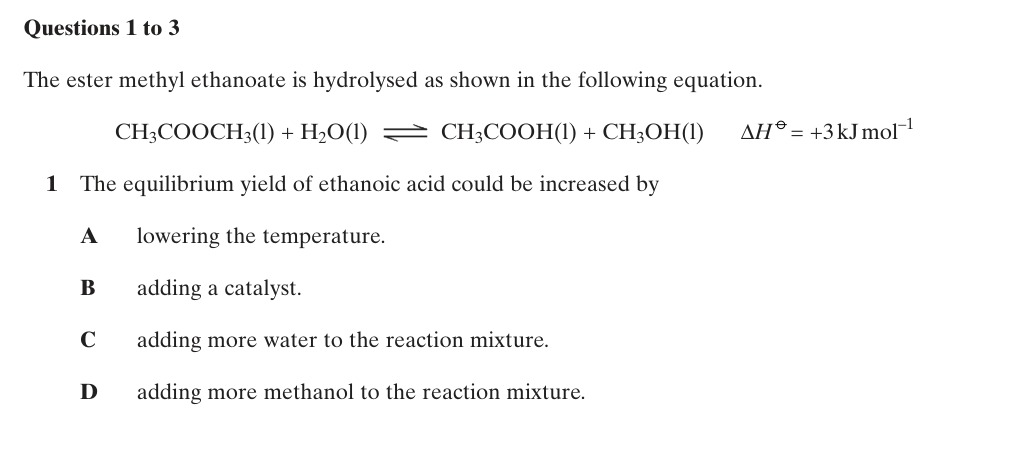 Questions 1 to 3
The ester methyl ethanoate is hydrolysed as shown in the following equation.
CH₃COOCH₃(l) + H₂O(l) ⇌ CH₃COOH(l) + CH₃OH(l) ΔH⦵ = +3 kJ mol⁻¹
1 The equilibrium yield of ethanoic acid could be increased by
A lowering the temperature.
B adding a catalyst.
C adding more water to the reaction mixture.
D adding more methanol to the reaction mixture.